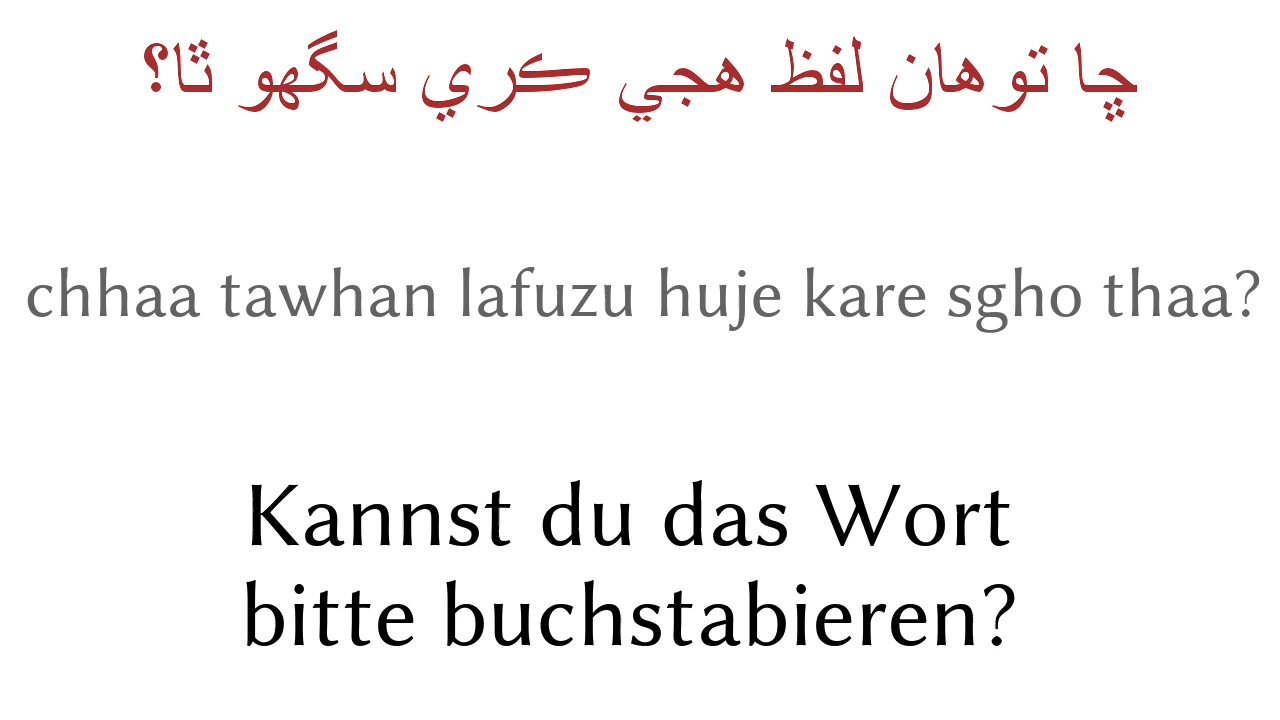 ڇا توهان لفظ هجي ڪري سگهو ٿا؟
chhaa tawhan lafuzu huje kare sgho thaa?
Kannst du das Wort
bitte buchstabieren?